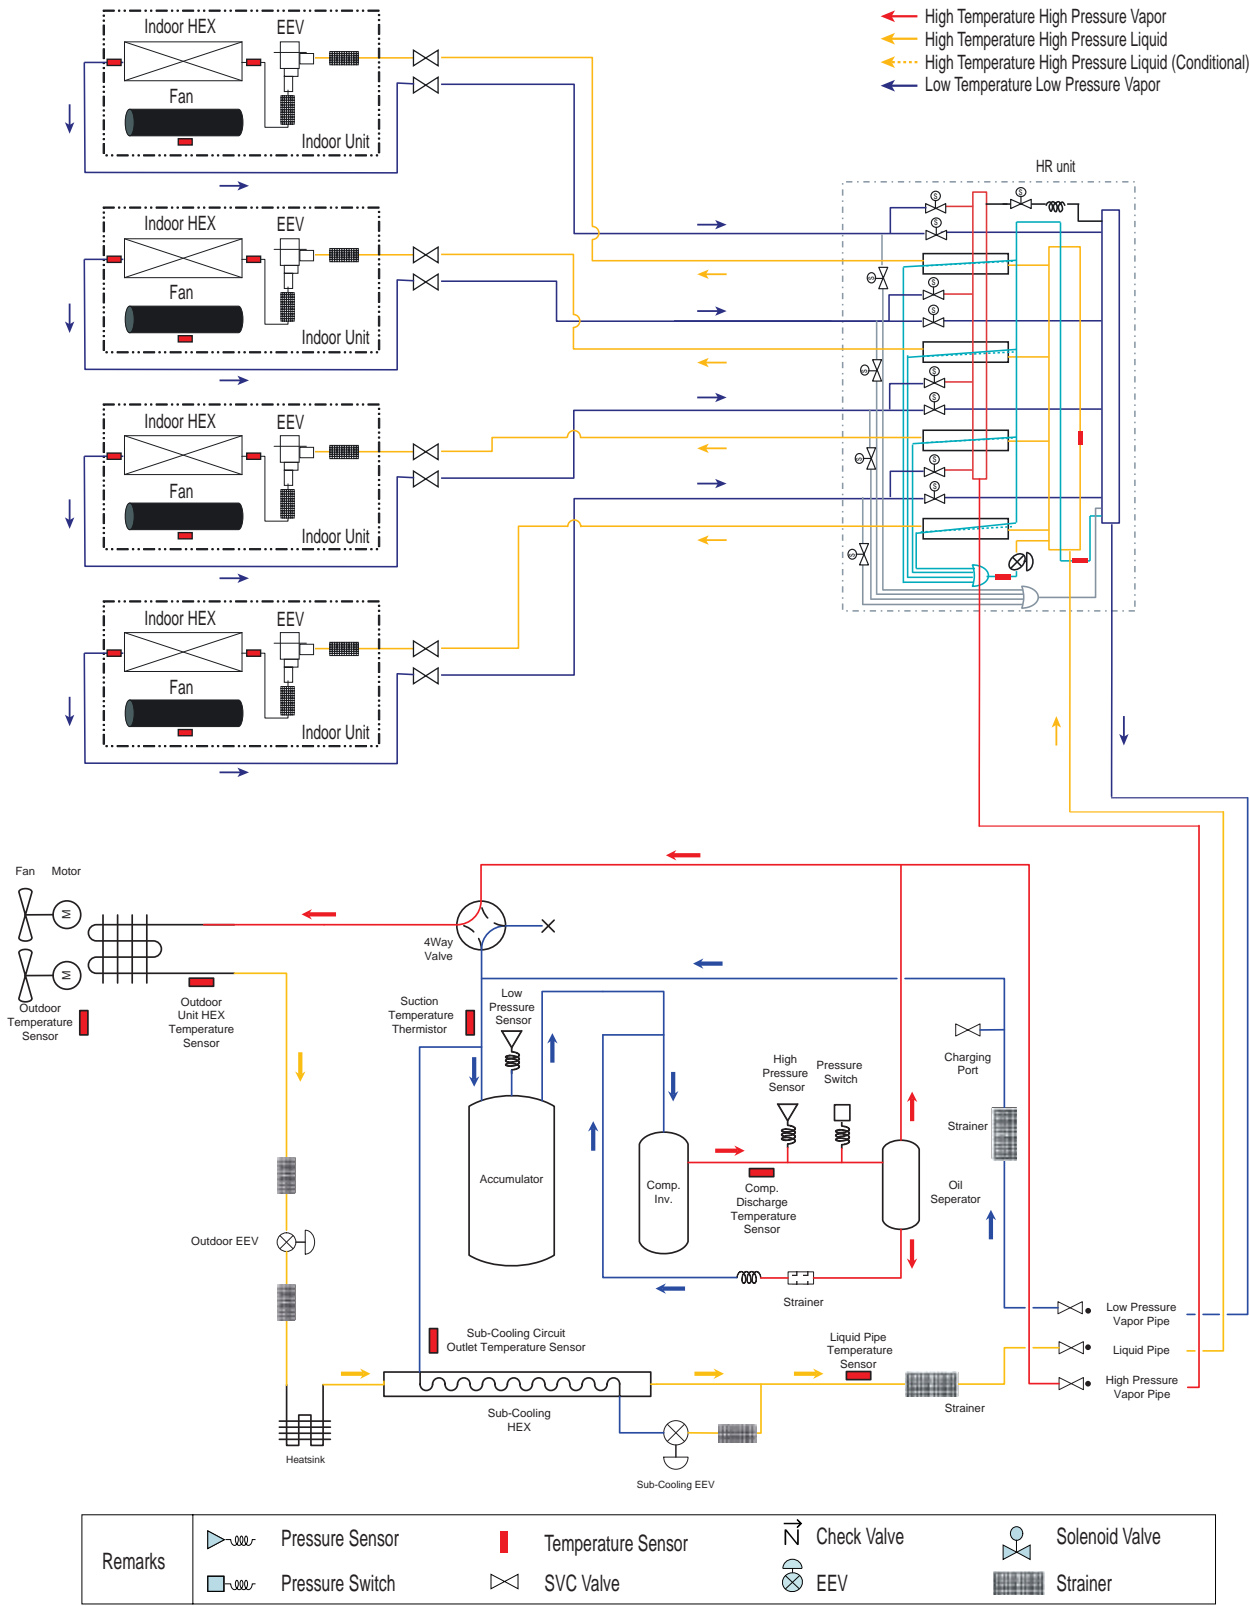 High Temperature High Pressure Vapor
High Temperature High Pressure Liquid
High Temperature High Pressure Liquid (Conditional)
Low Temperature Low Pressure Vapor
Indoor HEX
EEV
Fan
Indoor Unit
Indoor HEX
EEV
Fan
Indoor Unit
Indoor HEX
EEV
Fan
Indoor Unit
Indoor HEX
EEV
Fan
Indoor Unit
HR unit
S
S
S
S
S
S
S
S
S
S
S
S
S
Fan
Motor
M
M
Outdoor
Temperature
Sensor
Outdoor
Unit HEX
Temperature
Sensor
4Way
Valve
Suction
Temperature
Thermistor
Low
Pressure
Sensor
High
Pressure
Sensor
Pressure
Switch
Charging
Port
Strainer
Accumulator
Comp.
Inv.
Comp.
Discharge
Temperature
Sensor
Oil
Seperator
Outdoor EEV
Strainer
Sub-Cooling Circuit
Outlet Temperature Sensor
Liquid Pipe
Temperature
Sensor
Low Pressure
Vapor Pipe
Liquid Pipe
High Pressure
Vapor Pipe
Sub-Cooling
HEX
Strainer
Heatsink
Sub-Cooling EEV
Remarks
Pressure Sensor
Temperature Sensor
Check Valve
Solenoid Valve
Pressure Switch
SVC Valve
EEV
Strainer